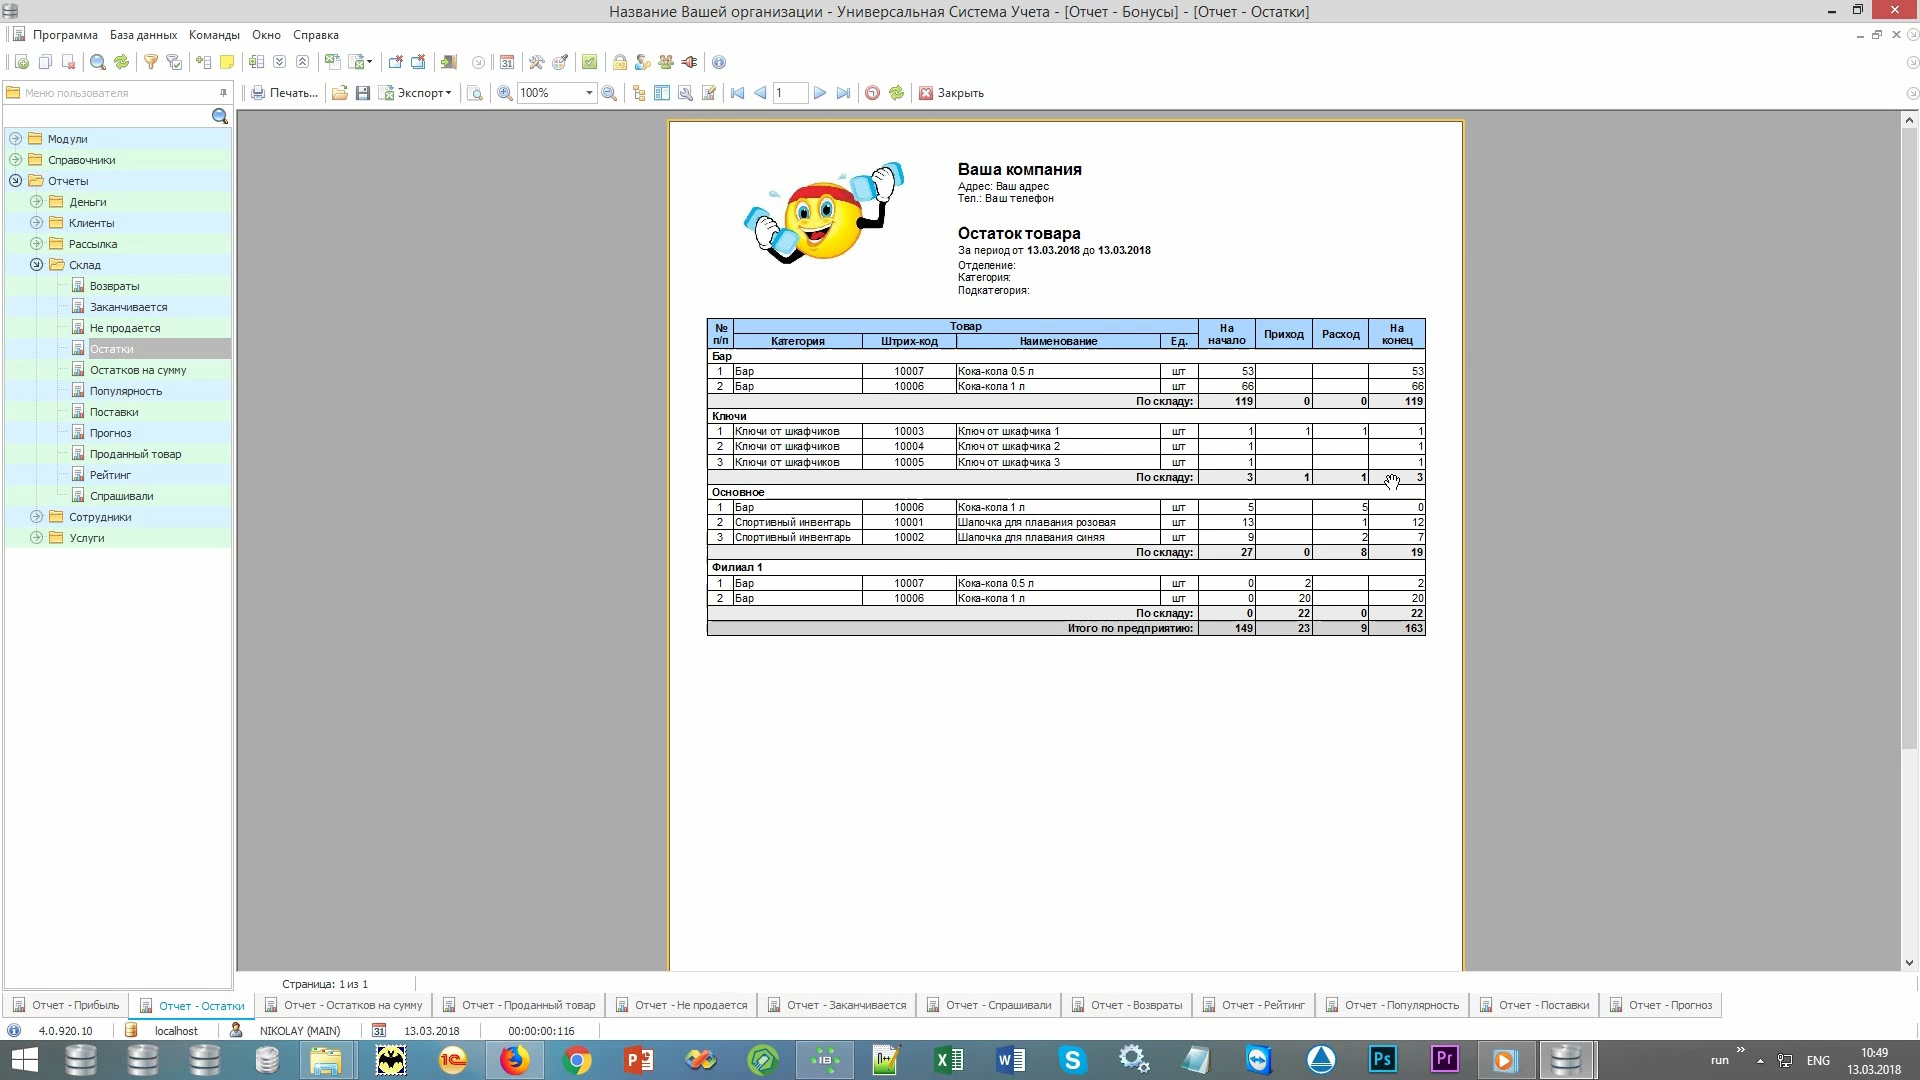 Название Вашей организации - Универсальная Система Учета - [Отчет - Бонусы] - [Отчет - Остатки]
Программа База данных Команды Окно Справка
Меню пользователя
Печать... Экспорт 100% 1 Закрыть
Модули
Справочники
Отчеты
Деньги
Клиенты
Рассылка
Склад
Возвраты
Заканчивается
Не продается
Остатки
Остатков на сумму
Популярность
Поставки
Прогноз
Проданный товар
Рейтинг
Спрашивали
Сотрудники
Услуги
Ваша компания
Адрес: Ваш адрес
Тел.: Ваш телефон
Остаток товара
За период от 13.03.2018 до 13.03.2018
Отделение:
Категория:
Подкатегория:
№ п/п Товар На начало Приход Расход На конец
Категория Штрих-код Наименование Ед.
Бар
1 Бар 10007 Кока-кола 0.5 л шт 53 53
2 Бар 10006 Кока-кола 1 л шт 66 66
По складу: 119 0 0 119
Ключи
1 Ключи от шкафчиков 10003 Ключ от шкафчика 1 шт 1 1 1 1
2 Ключи от шкафчиков 10004 Ключ от шкафчика 2 шт 1 1
3 Ключи от шкафчиков 10005 Ключ от шкафчика 3 шт 1 1
По складу: 3 1 1 3
Основное
1 Бар 10006 Кока-кола 1 л шт 5 5 0
2 Спортивный инвентарь 10001 Шапочка для плавания розовая шт 13 1 12
3 Спортивный инвентарь 10002 Шапочка для плавания синяя шт 9 2 7
По складу: 27 0 8 19
Филиал 1
1 Бар 10007 Кока-кола 0.5 л шт 0 2 2
2 Бар 10006 Кока-кола 1 л шт 0 20 20
По складу: 0 22 0 22
Итого по предприятию: 149 23 9 163
Страница: 1 из 1
Отчет - Прибыль Отчет - Остатки Отчет - Остатков на сумму Отчет - Проданный товар Отчет - Не продается Отчет - Заканчивается Отчет - Спрашивали Отчет - Возвраты Отчет - Рейтинг Отчет - Популярность Отчет - Поставки Отчет - Прогноз
4.0.920.10 localhost NIKOLAY (MAIN) 31 13.03.2018 00:00:00:116
run ENG 10:49
13.03.2018